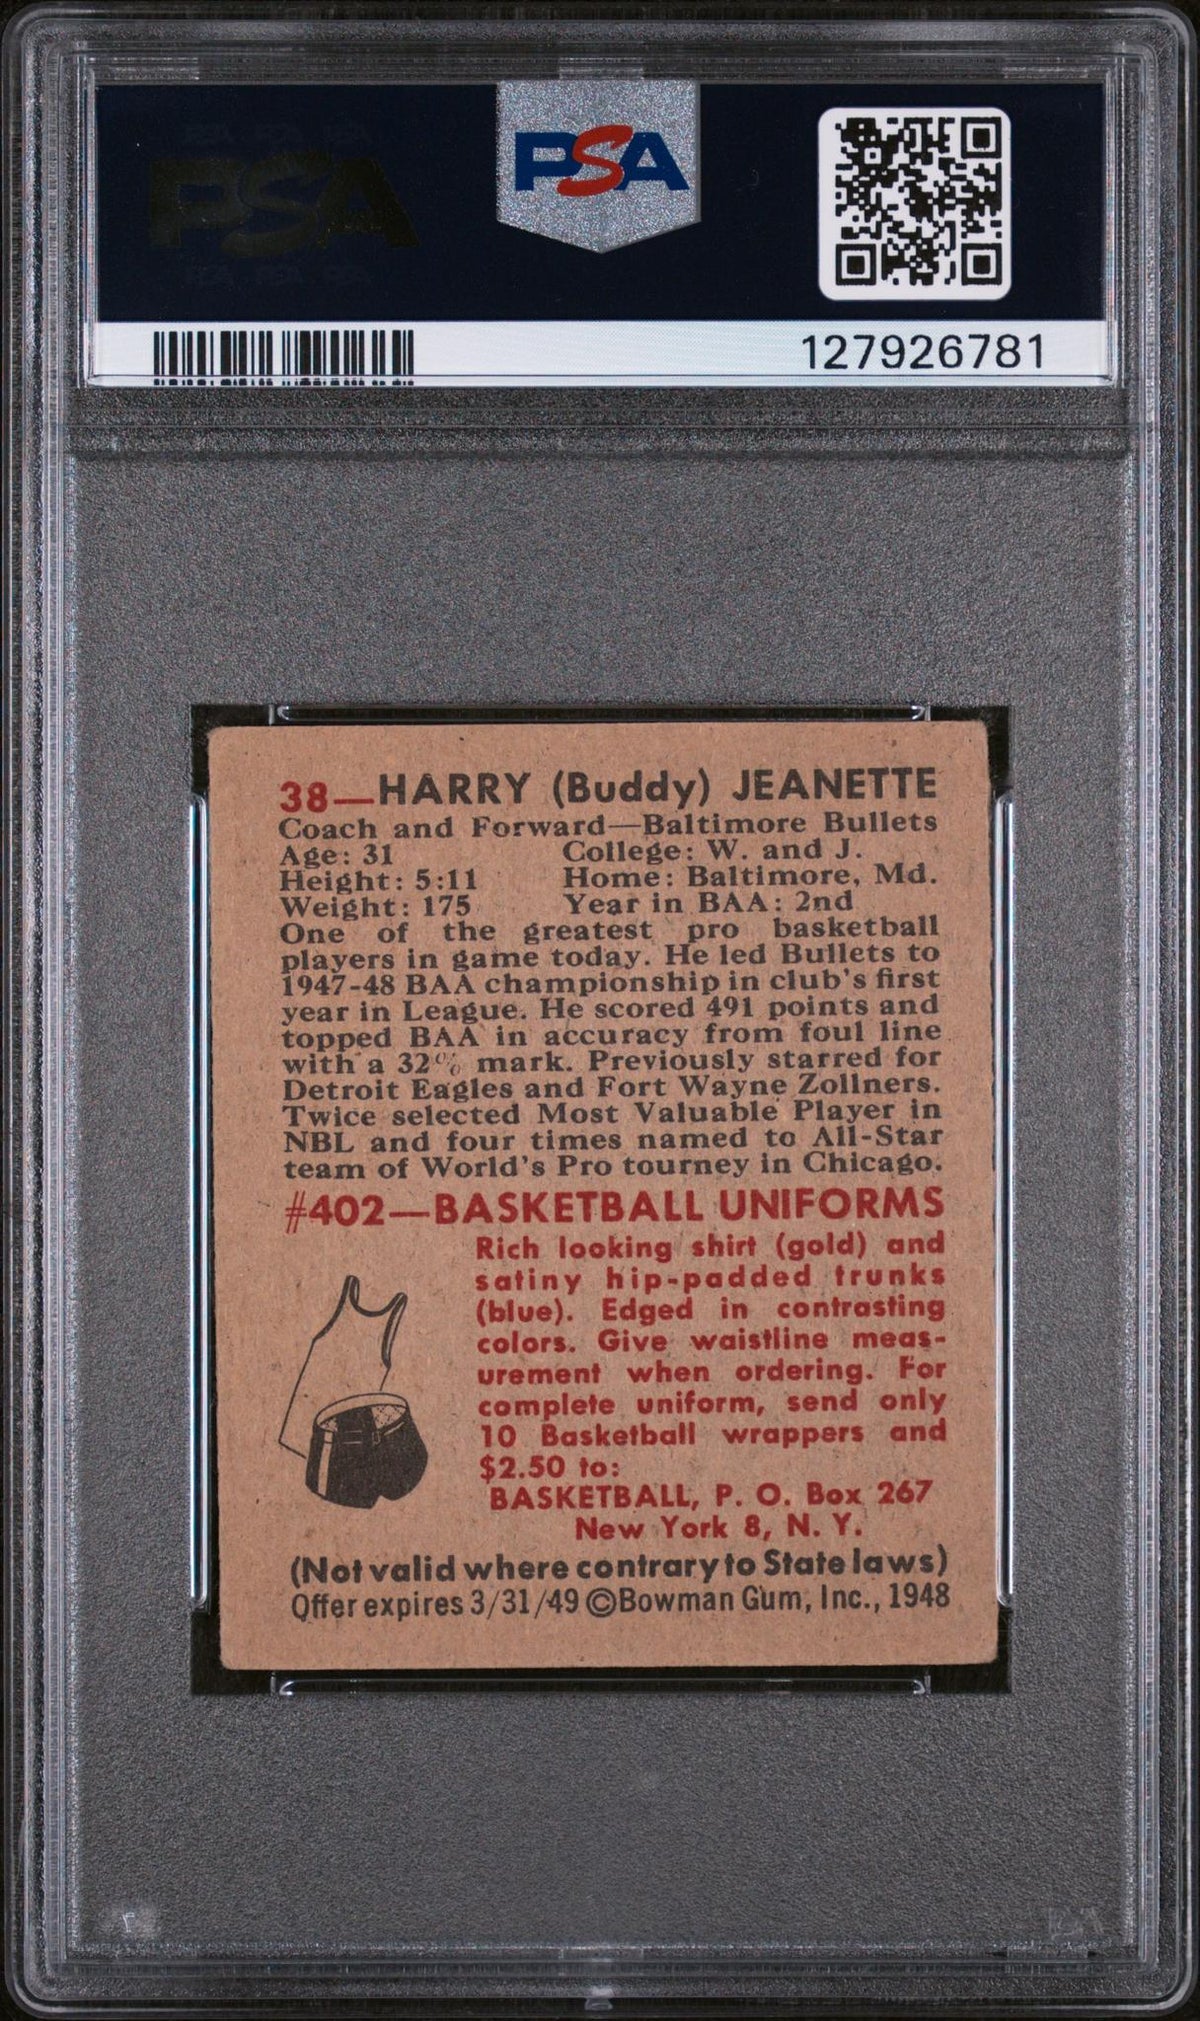 PSA
PSA
127926781
38—HARRY (Buddy) JEANETTE
Coach and Forward—Baltimore Bullets
Age: 31 College: W. and J.
Height: 5:11 Home: Baltimore, Md.
Weight: 175 Year in BAA: 2nd
One of the greatest pro basketball
players in game today. He led Bullets to
1947-48 BAA championship in club's first
year in League. He scored 491 points and
topped BAA in accuracy from foul line
with a 32% mark. Previously starred for
Detroit Eagles and Fort Wayne Zollners.
Twice selected Most Valuable Player in
NBL and four times named to All-Star
team of World's Pro tourney in Chicago.
#402—BASKETBALL UNIFORMS
Rich looking shirt (gold) and
satiny hip-padded trunks
(blue). Edged in contrasting
colors. Give waistline meas-
urement when ordering. For
complete uniform, send only
10 Basketball wrappers and
$2.50 to:
BASKETBALL, P. O. Box 267
New York 8, N. Y.
(Not valid where contrary to State laws)
Offer expires 3/31/49 ©Bowman Gum, Inc., 1948